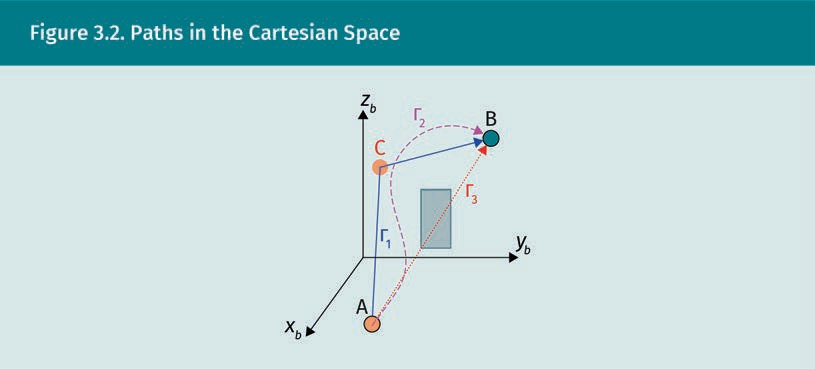 Figure 3.2. Paths in the Cartesian Space
z_b
Γ_2
B
C
Γ_3
Γ_1
y_b
A
x_b